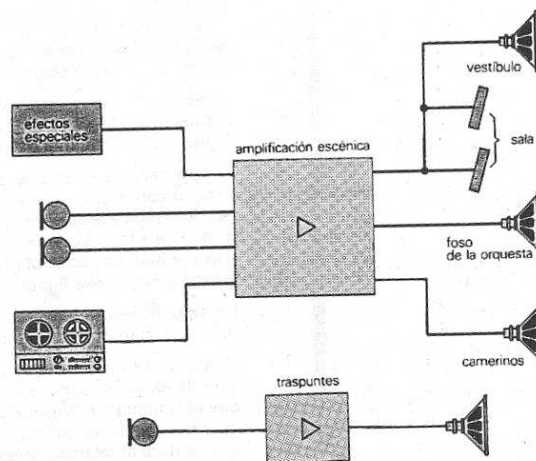 vestíbulo
efectos
especiales
amplificación escénica
sala
foso
de la orquesta
camerinos
traspuntes